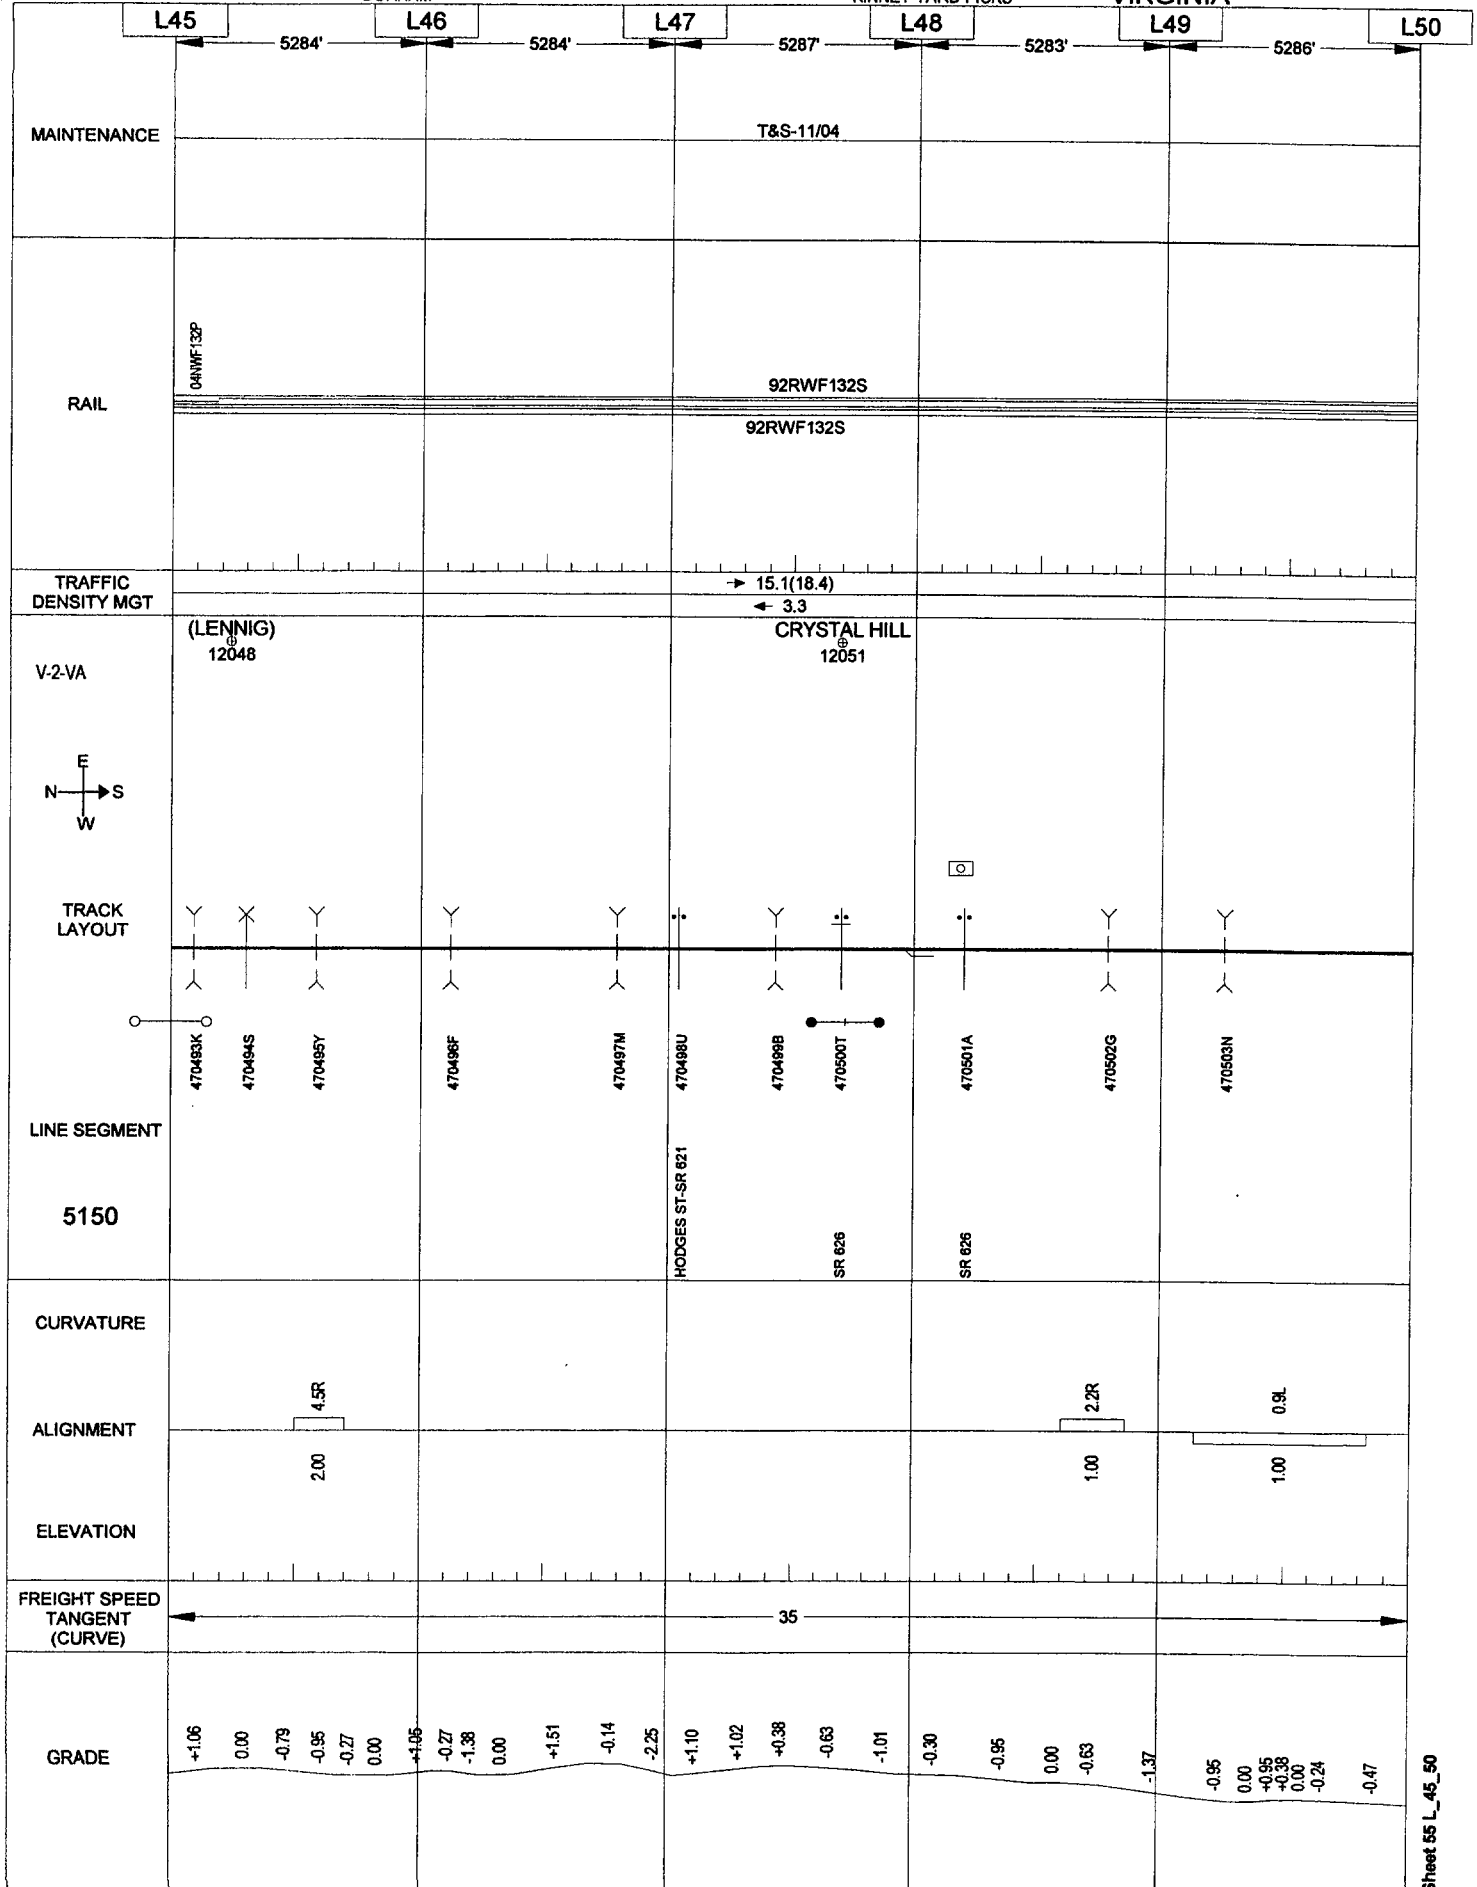 VIRGINIA
L45 L46 L47 L48 L49 L50
5284' 5284' 5287' 5283' 5286'
MAINTENANCE
T&S-11/04
04NWF132P
RAIL
92RWF132S
92RWF132S
TRAFFIC
DENSITY MGT
15.1(18.4)
3.3
(LENNIG)
12048
CRYSTAL HILL
12051
V-2-VA
E
N S
W
TRACK
LAYOUT
470493K
470494S
470495Y
470496F
470497M
470498U
470499B
470500T
470501A
470502G
470503N
LINE SEGMENT
5150
HODGES ST-SR 621
SR 626
SR 626
CURVATURE
4.5R
2.2R
0.9L
ALIGNMENT
2.00
1.00
1.00
ELEVATION
FREIGHT SPEED
TANGENT
(CURVE)
35
GRADE
+1.06
0.00
-0.79
-0.95
-0.27
0.00
+1.05
-0.27
-1.38
0.00
+1.51
-0.14
-2.25
+1.10
+1.02
+0.38
-0.63
-1.01
-0.30
-0.95
0.00
-0.63
-1.37
-0.95
0.00
+0.95
+0.38
0.00
-0.24
-0.47
Sheet 55 L_45_50